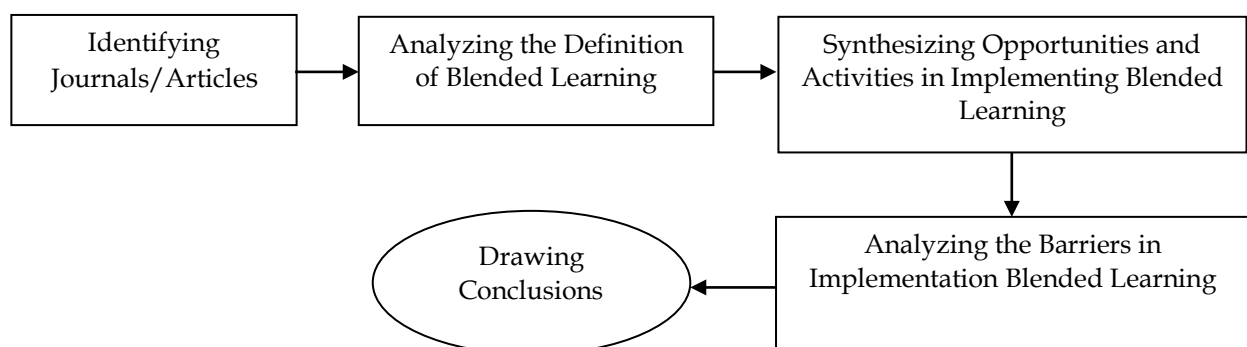 Identifying
Journals/Articles
Analyzing the Definition
of Blended Learning
Synthesizing Opportunities and
Activities in Implementing Blended
Learning
Analyzing the Barriers in
Implementation Blended Learning
Drawing
Conclusions